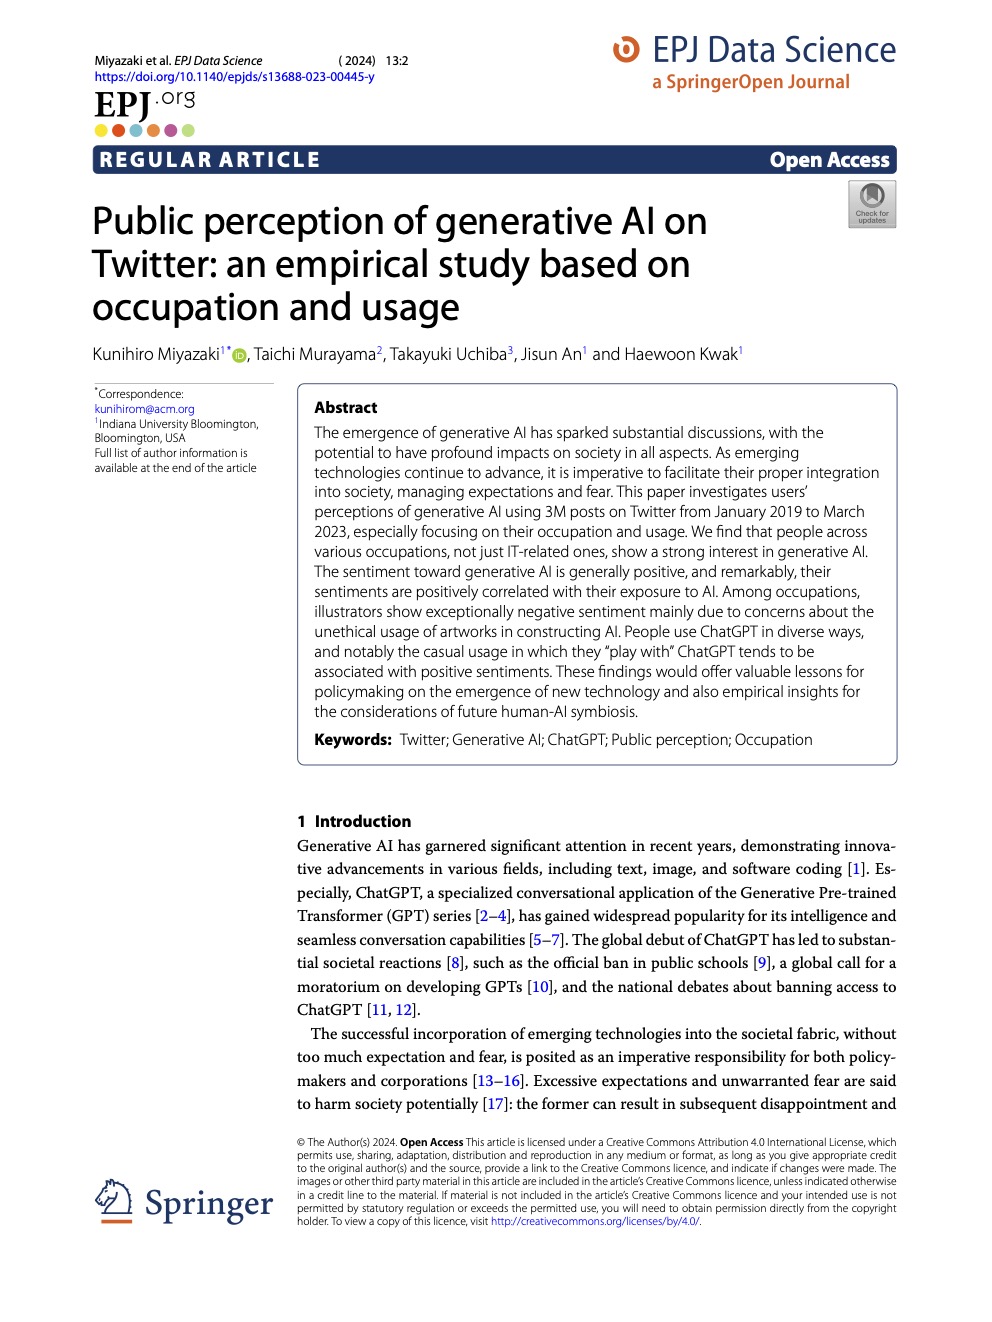 Miyazaki et al. EPJ Data Science (2024) 13:2
https://doi.org/10.1140/epjds/s13688-023-00445-y
EPJ.org
EPJ Data Science
a SpringerOpen Journal
REGULAR ARTICLE Open Access
Check for
updates
Public perception of generative AI on
Twitter: an empirical study based on
occupation and usage
Kunihiro Miyazaki1*, Taichi Murayama2, Takayuki Uchiba3, Jisun An1 and Haewoon Kwak1
*Correspondence:
kunihirom@acm.org
1Indiana University Bloomington,
Bloomington, USA
Full list of author information is
available at the end of the article
Abstract
The emergence of generative AI has sparked substantial discussions, with the
potential to have profound impacts on society in all aspects. As emerging
technologies continue to advance, it is imperative to facilitate their proper integration
into society, managing expectations and fear. This paper investigates users’
perceptions of generative AI using 3M posts on Twitter from January 2019 to March
2023, especially focusing on their occupation and usage. We find that people across
various occupations, not just IT-related ones, show a strong interest in generative AI.
The sentiment toward generative AI is generally positive, and remarkably, their
sentiments are positively correlated with their exposure to AI. Among occupations,
illustrators show exceptionally negative sentiment mainly due to concerns about the
unethical usage of artworks in constructing AI. People use ChatGPT in diverse ways,
and notably the casual usage in which they “play with” ChatGPT tends to be
associated with positive sentiments. These findings would offer valuable lessons for
policymaking on the emergence of new technology and also empirical insights for
the considerations of future human-AI symbiosis.
Keywords: Twitter; Generative AI; ChatGPT; Public perception; Occupation
1 Introduction
Generative AI has garnered significant attention in recent years, demonstrating innova-
tive advancements in various fields, including text, image, and software coding [1]. Es-
pecially, ChatGPT, a specialized conversational application of the Generative Pre-trained
Transformer (GPT) series [2–4], has gained widespread popularity for its intelligence and
seamless conversation capabilities [5–7]. The global debut of ChatGPT has led to substan-
tial societal reactions [8], such as the official ban in public schools [9], a global call for a
moratorium on developing GPTs [10], and the national debates about banning access to
ChatGPT [11, 12].
The successful incorporation of emerging technologies into the societal fabric, without
too much expectation and fear, is posited as an imperative responsibility for both policy-
makers and corporations [13–16]. Excessive expectations and unwarranted fear are said
to harm society potentially [17]: the former can result in subsequent disappointment and
© The Author(s) 2024. Open Access This article is licensed under a Creative Commons Attribution 4.0 International License, which
permits use, sharing, adaptation, distribution and reproduction in any medium or format, as long as you give appropriate credit
to the original author(s) and the source, provide a link to the Creative Commons licence, and indicate if changes were made. The
images or other third party material in this article are included in the article’s Creative Commons licence, unless indicated otherwise
in a credit line to the material. If material is not included in the article’s Creative Commons licence and your intended use is not
permitted by statutory regulation or exceeds the permitted use, you will need to obtain permission directly from the copyright
holder. To view a copy of this licence, visit http://creativecommons.org/licenses/by/4.0/.
Springer